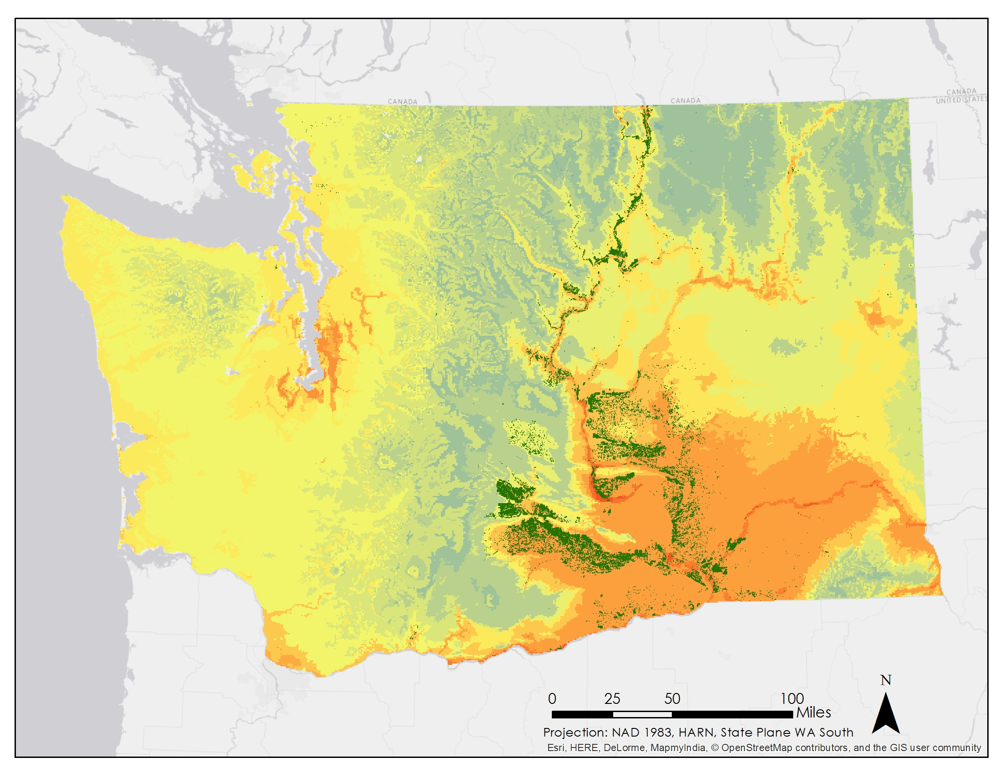 CANADA
CANADA
CANADA
UNITED STATES
N
0 25 50 100
Miles
Projection: NAD 1983, HARN, State Plane WA South
Esri, HERE, DeLorme, MapmyIndia, © OpenStreetMap contributors, and the GIS user community